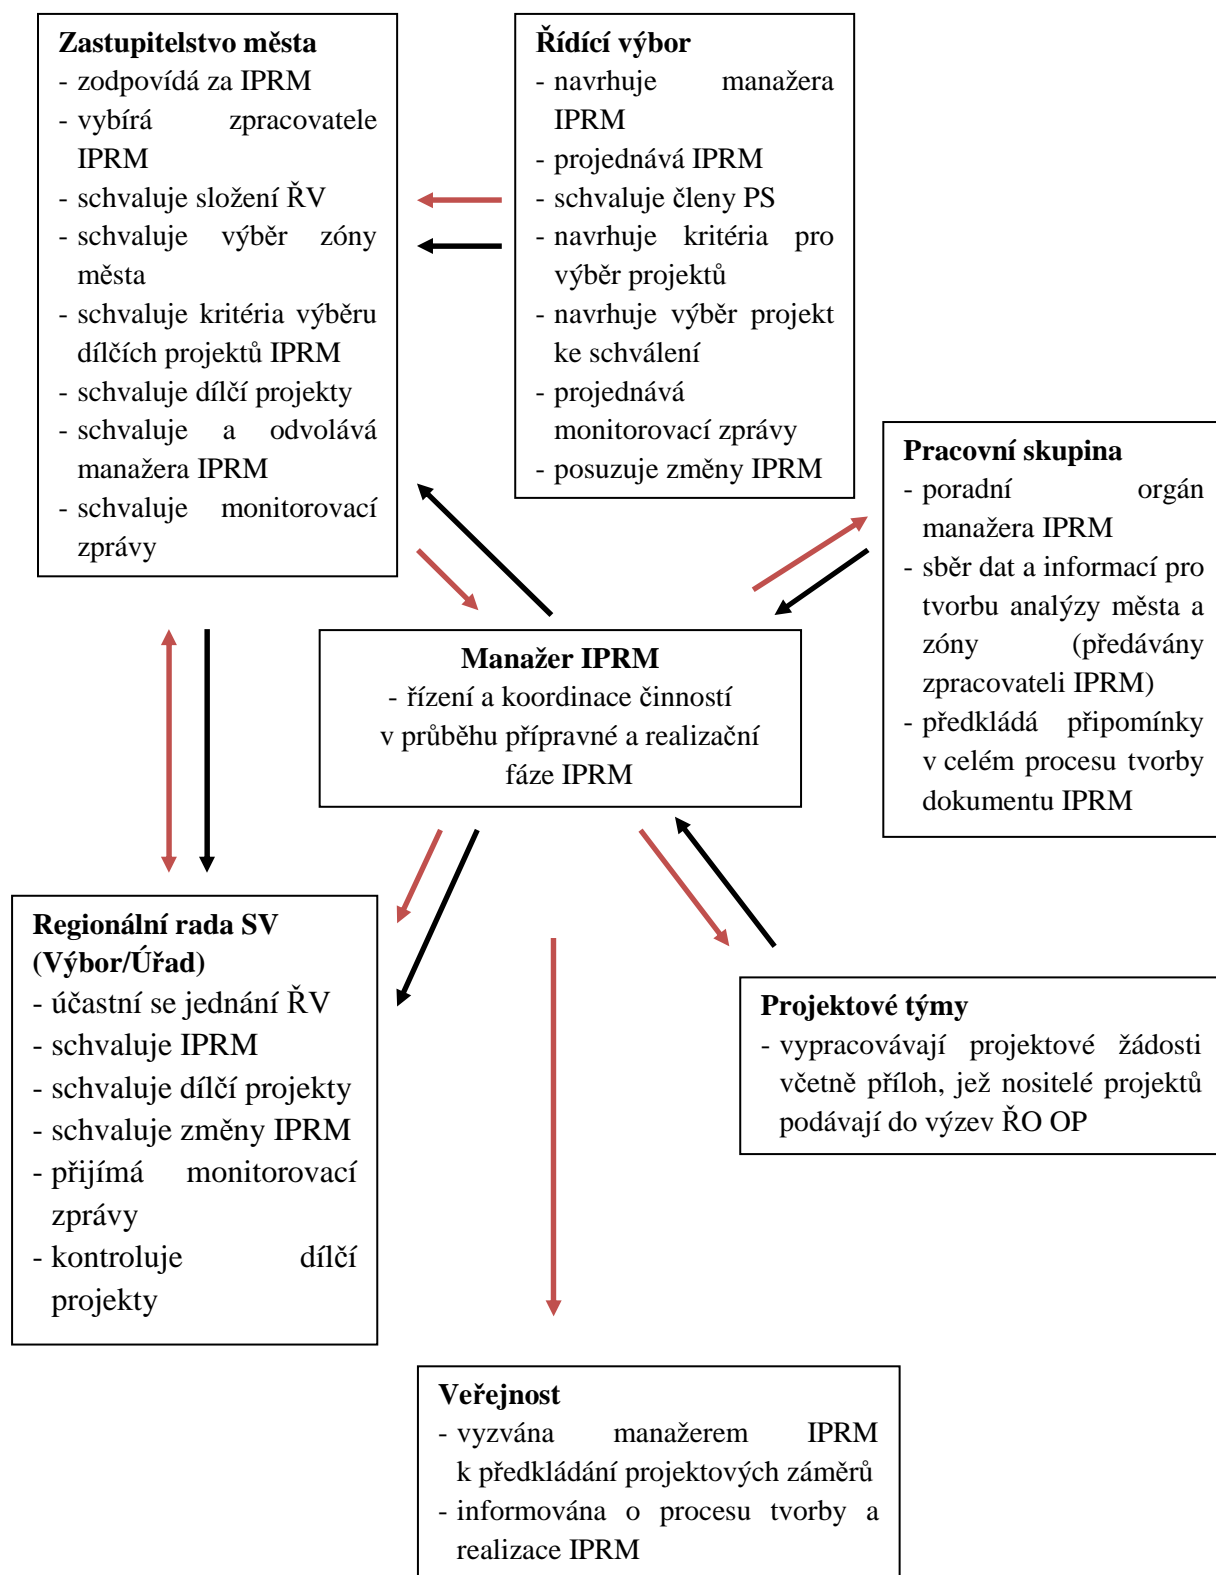 Zastupitelstvo města
- zodpovídá za IPRM
- vybírá zpracovatele
IPRM
- schvaluje složení ŘV
- schvaluje výběr zóny
města
- schvaluje kritéria výběru
dílčích projektů IPRM
- schvaluje dílčí projekty
- schvaluje a odvolává
manažera IPRM
- schvaluje monitorovací
zprávy
Řídící výbor
- navrhuje manažera
IPRM
- projednává IPRM
- schvaluje členy PS
- navrhuje kritéria pro
výběr projektů
- navrhuje výběr projekt
ke schválení
- projednává
monitorovací zprávy
- posuzuje změny IPRM
Pracovní skupina
- poradní orgán
manažera IPRM
- sběr dat a informací pro
tvorbu analýzy města a
zóny (předávány
zpracovateli IPRM)
- předkládá připomínky
v celém procesu tvorby
dokumentu IPRM
Manažer IPRM
- řízení a koordinace činností
v průběhu přípravné a realizační
fáze IPRM
Regionální rada SV
(Výbor/Úřad)
- účastní se jednání ŘV
- schvaluje IPRM
- schvaluje dílčí projekty
- schvaluje změny IPRM
- přijímá monitorovací
zprávy
- kontroluje dílčí
projekty
Projektové týmy
- vypracovávají projektové žádosti
včetně příloh, jež nositelé projektů
podávají do výzev ŘO OP
Veřejnost
- vyzvána manažerem IPRM
k předkládání projektových záměrů
- informována o procesu tvorby a
realizace IPRM